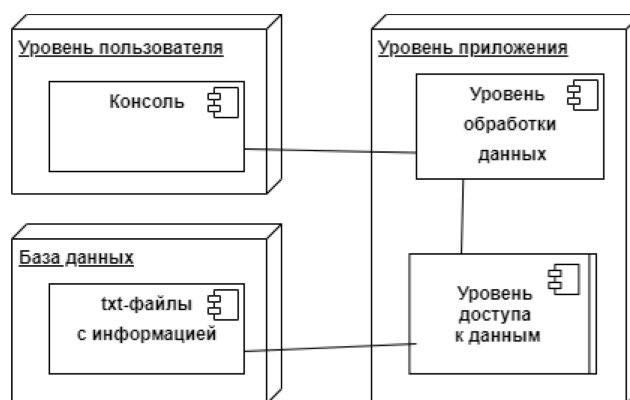 Уровень пользователя
Консоль
Уровень приложения
Уровень
обработки
данных
База данных
txt-файлы
с информацией
Уровень
доступа
к данным